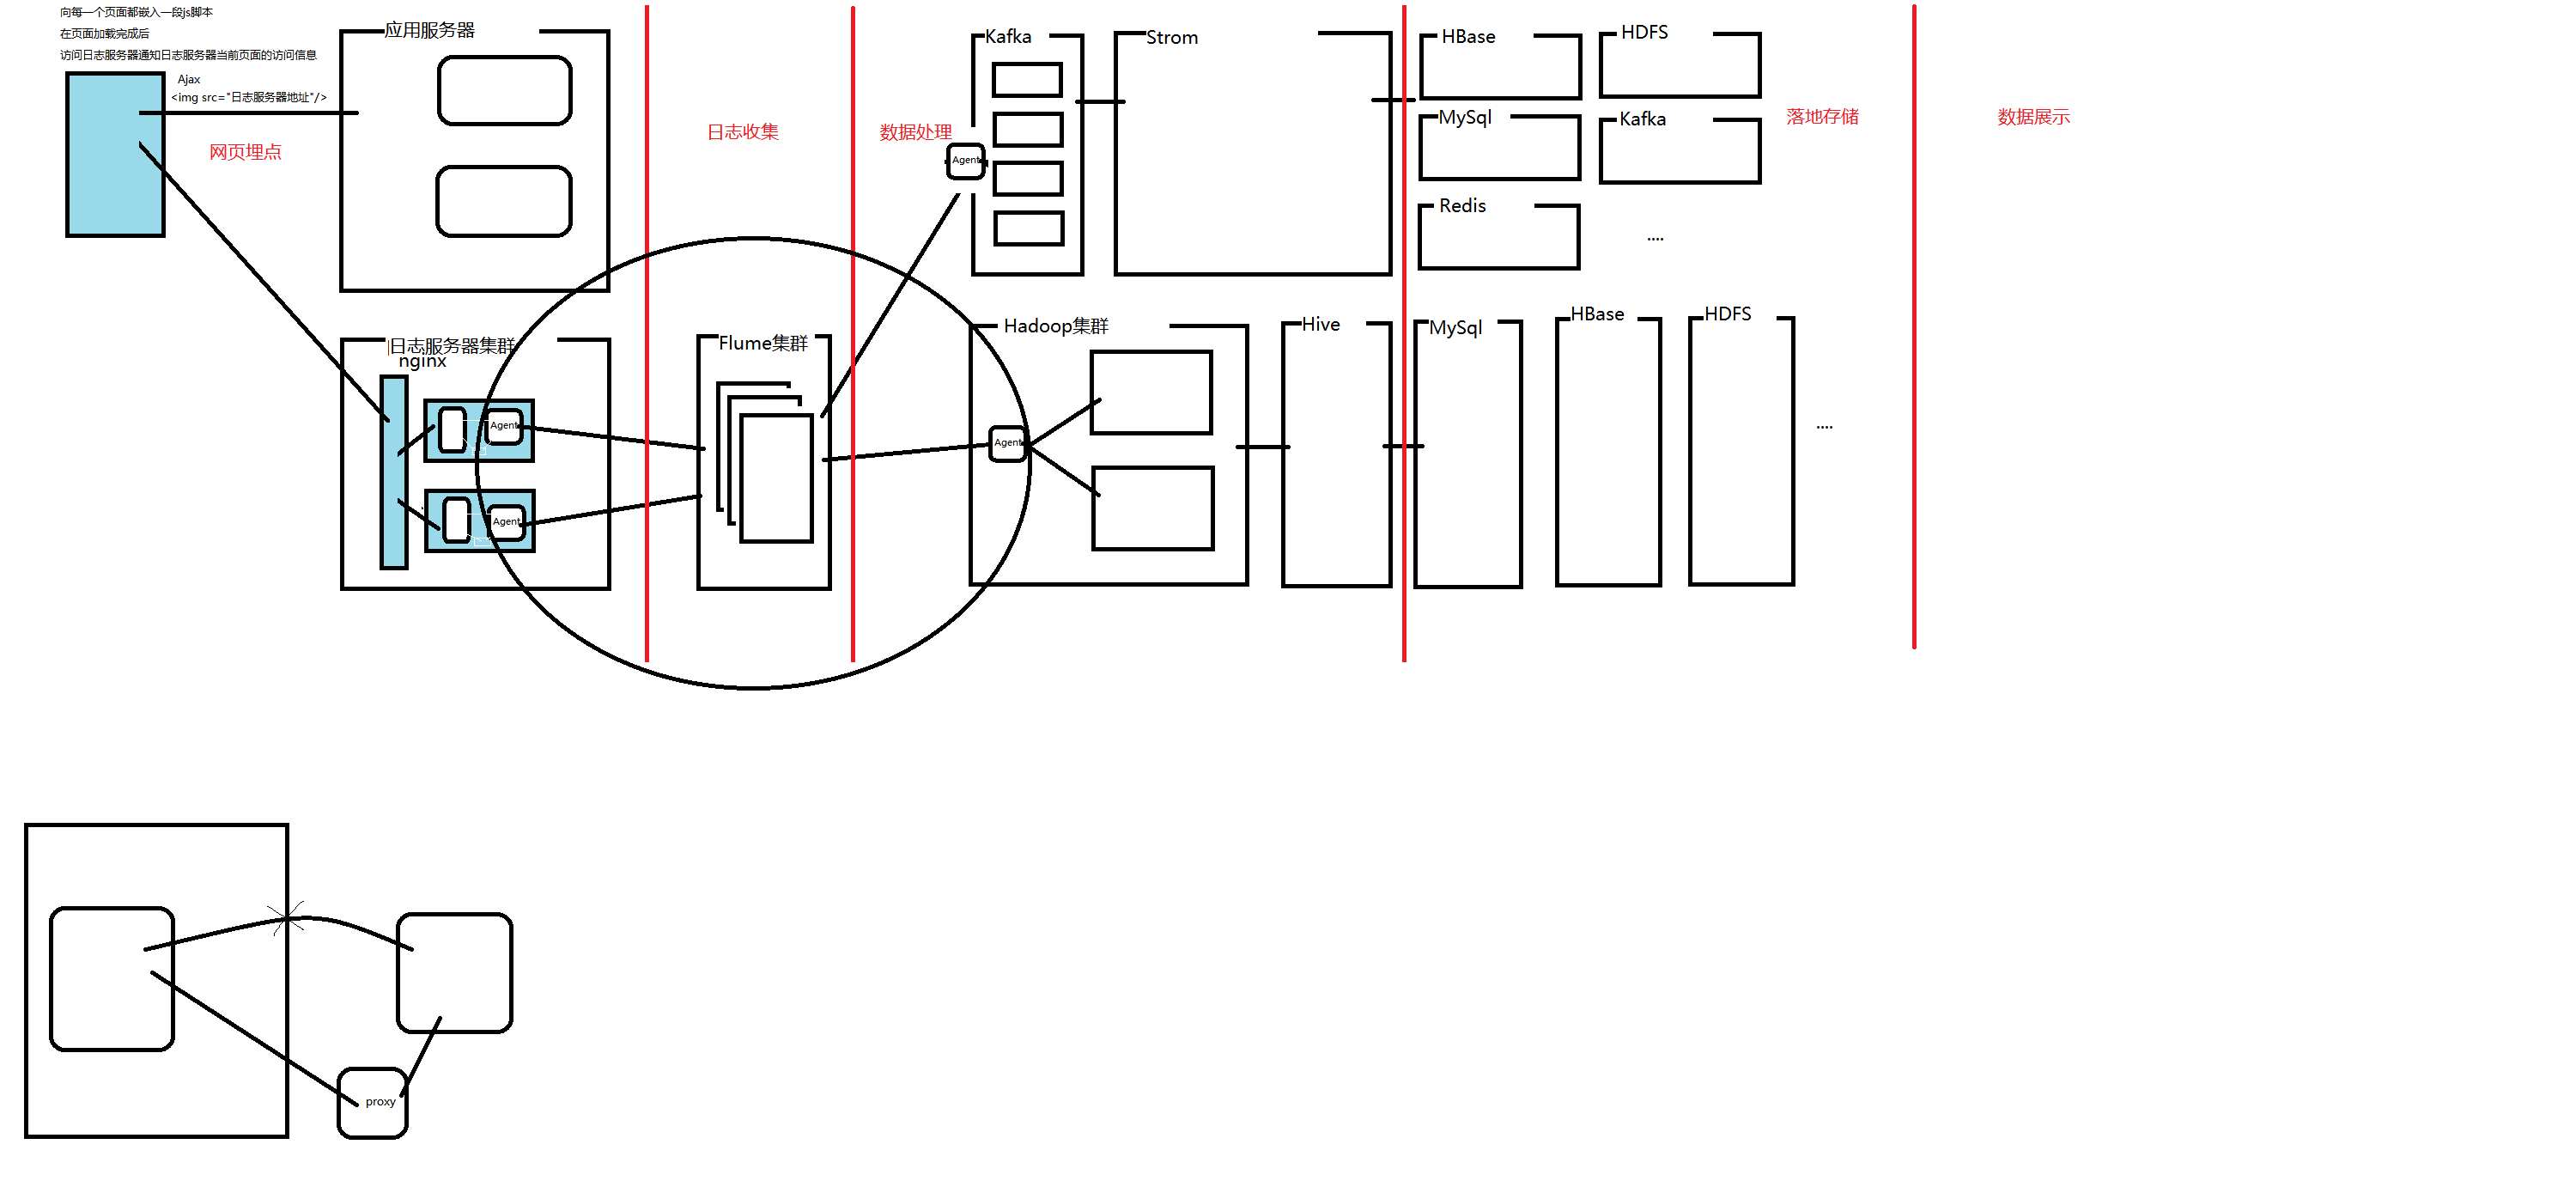 向每一个页面都嵌入一段js脚本
在页面加载完成后
访问日志服务器通知日志服务器当前页面的访问信息
Ajax
<img src="日志服务器地址"/>
网页埋点
应用服务器
日志服务器集群
nginx
Agent
Agent
日志收集
Flume集群
数据处理
Kafka
Agent
Strom
Hadoop集群
Agent
Hive
HBase
HDFS
MySql
Kafka
Redis
....
落地存储
MySql
HBase
HDFS
....
数据展示
proxy